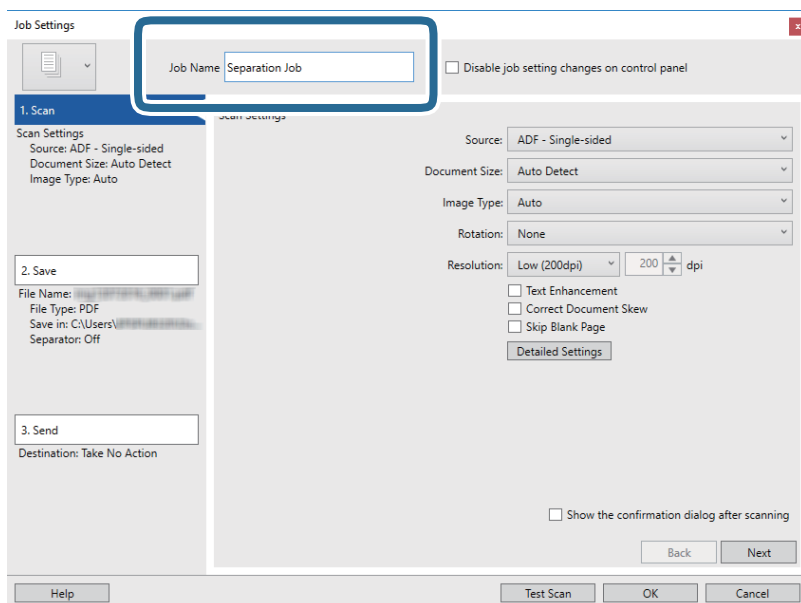 Job Settings
x
Job Name Separation Job
Disable job setting changes on control panel
1. Scan
Scan Settings
Source: ADF - Single-sided
Document Size: Auto Detect
Image Type: Auto
2. Save
File Name:
File Type: PDF
Save in: C:\Users\
Separator: Off
3. Send
Destination: Take No Action
Scan Settings
Source: ADF - Single-sided
Document Size: Auto Detect
Image Type: Auto
Rotation: None
Resolution: Low (200dpi) 200 dpi
Text Enhancement
Correct Document Skew
Skip Blank Page
Detailed Settings
Show the confirmation dialog after scanning
Back Next
Help Test Scan OK Cancel